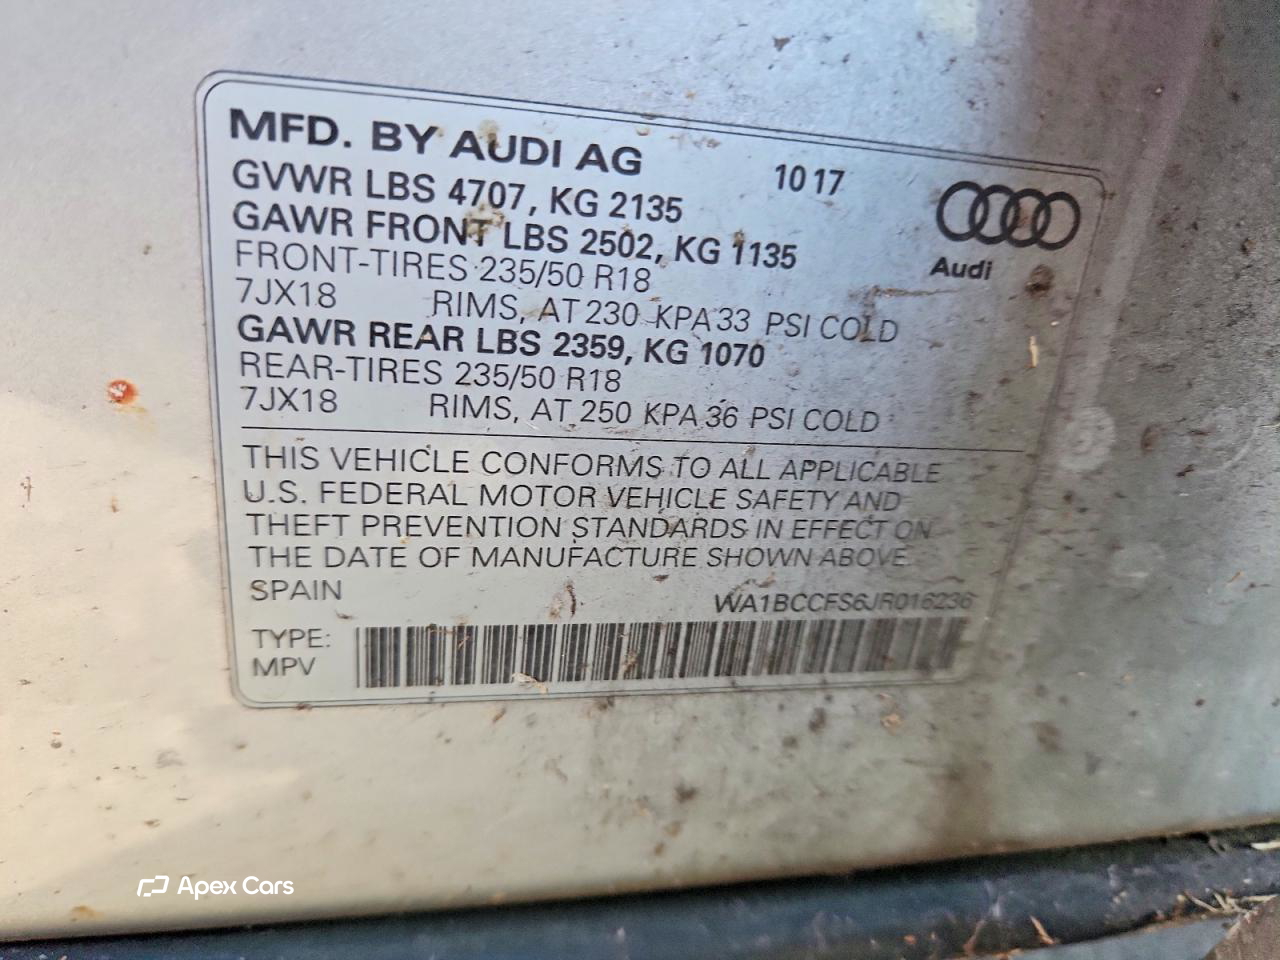 MFD. BY AUDI AG 10 17
GVWR LBS 4707, KG 2135
GAWR FRONT LBS 2502, KG 1135
Audi
FRONT-TIRES 235/50 R18
7JX18 RIMS, AT 230 KPA 33 PSI COLD
GAWR REAR LBS 2359, KG 1070
REAR-TIRES 235/50 R18
7JX18 RIMS, AT 250 KPA 36 PSI COLD
THIS VEHICLE CONFORMS TO ALL APPLICABLE
U.S. FEDERAL MOTOR VEHICLE SAFETY AND
THEFT PREVENTION STANDARDS IN EFFECT ON
THE DATE OF MANUFACTURE SHOWN ABOVE.
SPAIN WA1BCCFS6JR016236
TYPE:
MPV
Apex Cars